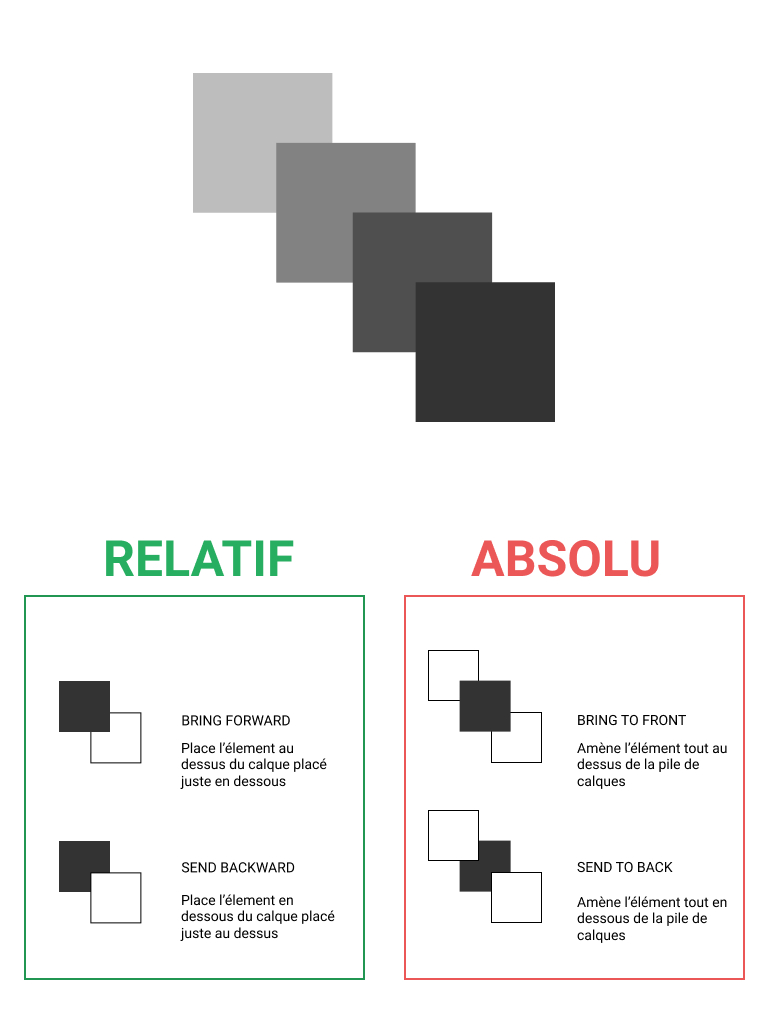 RELATIF
BRING FORWARD
Place l’élement au
dessus du calque placé
juste en dessous
SEND BACKWARD
Place l’élement en
dessous du calque placé
juste au dessus
ABSOLU
BRING TO FRONT
Amène l’élément tout au
dessus de la pile de
calques
SEND TO BACK
Amène l’élément tout en
dessous de la pile de
calques